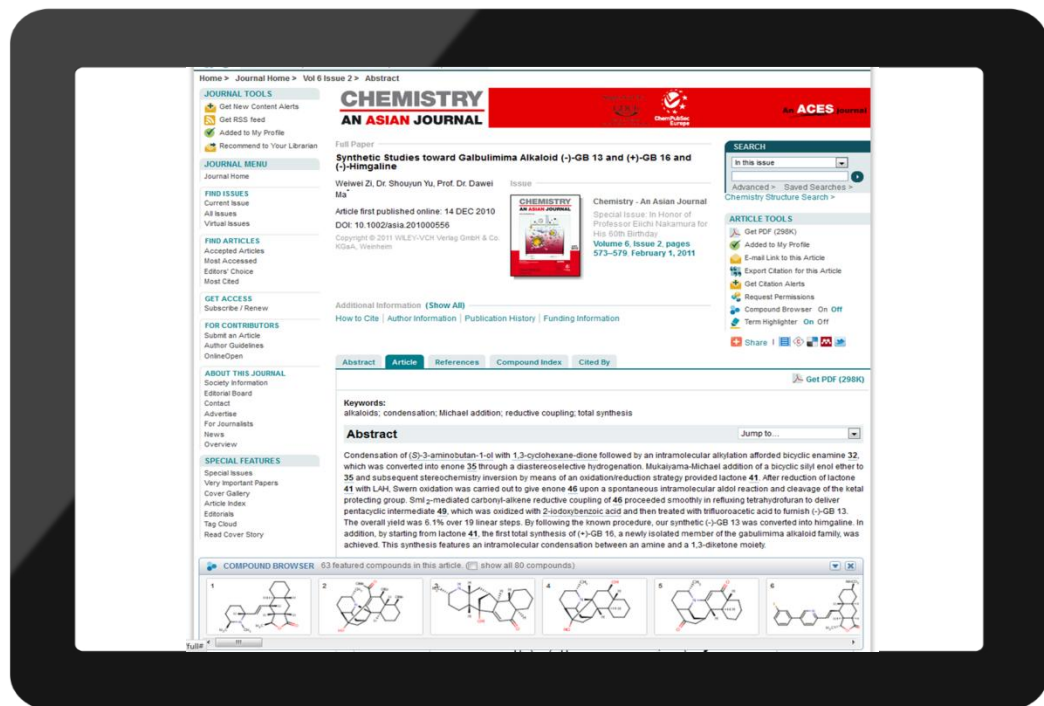 Home > Journal Home > Vol 6 Issue 2 > Abstract
JOURNAL TOOLS
Get New Content Alerts
Get RSS feed
Added to My Profile
Recommend to Your Librarian
JOURNAL MENU
Journal Home
FIND ISSUES
Current Issue
All Issues
Virtual Issues
FIND ARTICLES
Accepted Articles
Most Accessed
Editors' Choice
Most Cited
GET ACCESS
Subscribe / Renew
FOR CONTRIBUTORS
Submit an Article
Author Guidelines
OnlineOpen
ABOUT THIS JOURNAL
Society Information
Editorial Board
Contact
Advertise
For Journalists
News
Overview
SPECIAL FEATURES
Special Issues
Very Important Papers
Cover Gallery
Article Index
Editorials
Tag Cloud
Read Cover Story
CHEMISTRY
AN ASIAN JOURNAL
ChemPubSoc
Europe
An ACES journal
Full Paper
Synthetic Studies toward Galbulimima Alkaloid (-)-GB 13 and (+)-GB 16 and
(-)-Himgaline
Weiwei Zi, Dr. Shouyun Yu, Prof. Dr. Dawei
Ma*
Article first published online: 14 DEC 2010
DOI: 10.1002/asia.201000556
Copyright © 2011 WILEY-VCH Verlag GmbH & Co.
KGaA, Weinheim
Issue
CHEMISTRY
AN ASIAN JOURNAL
Chemistry - An Asian Journal
Special Issue: In Honor of
Professor Eiichi Nakamura for
His 60th Birthday
Volume 6, Issue 2, pages
573–579, February 1, 2011
Additional Information (Show All)
How to Cite | Author Information | Publication History | Funding Information
SEARCH
In this issue
Advanced > Saved Searches >
Chemistry Structure Search >
ARTICLE TOOLS
Get PDF (298K)
Added to My Profile
E-mail Link to this Article
Export Citation for this Article
Get Citation Alerts
Request Permissions
Compound Browser On Off
Term Highlighter On Off
Share |
Abstract Article References Compound Index Cited By
Get PDF (298K)
Keywords:
alkaloids; condensation; Michael addition; reductive coupling; total synthesis
Abstract
Jump to...
Condensation of (S)-3-aminobutan-1-ol with 1,3-cyclohexane-dione followed by an intramolecular alkylation afforded bicyclic enamine 32,
which was converted into enone 35 through a diastereoselective hydrogenation. Mukaiyama-Michael addition of a bicyclic silyl enol ether to
35 and subsequent stereochemistry inversion by means of an oxidation/reduction strategy provided lactone 41. After reduction of lactone
41 with LAH, Swern oxidation was carried out to give enone 46 upon a spontaneous intramolecular aldol reaction and cleavage of the ketal
protecting group. SmI2-mediated carbonyl-alkene reductive coupling of 46 proceeded smoothly in refluxing tetrahydrofuran to deliver
pentacyclic intermediate 49, which was oxidized with 2-iodoxybenzoic acid and then treated with trifluoroacetic acid to furnish (-)-GB 13.
The overall yield was 6.1% over 19 linear steps. By following the known procedure, our synthetic (-)-GB 13 was converted into himgaline. In
addition, by starting from lactone 41, the first total synthesis of (+)-GB 16, a newly isolated member of the gabulimima alkaloid family, was
achieved. This synthesis features an intramolecular condensation between an amine and a 1,3-diketone moiety.
COMPOUND BROWSER 63 featured compounds in this article. ( show all 80 compounds)
1 2 3 4 5 6
full#